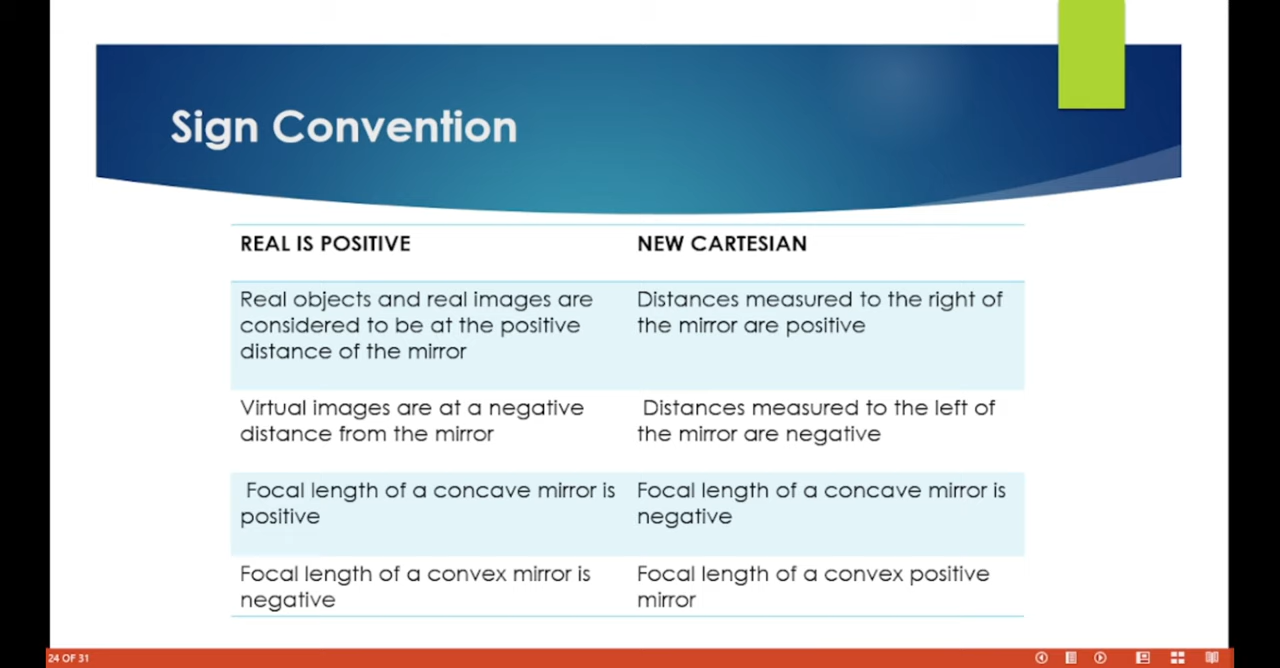 Sign Convention
REAL IS POSITIVE
NEW CARTESIAN
Real objects and real images are
considered to be at the positive
distance of the mirror
Distances measured to the right of
the mirror are positive
Virtual images are at a negative
distance from the mirror
Distances measured to the left of
the mirror are negative
Focal length of a concave mirror is
positive
Focal length of a concave mirror is
negative
Focal length of a convex mirror is
negative
Focal length of a convex positive
mirror
24 OF 31